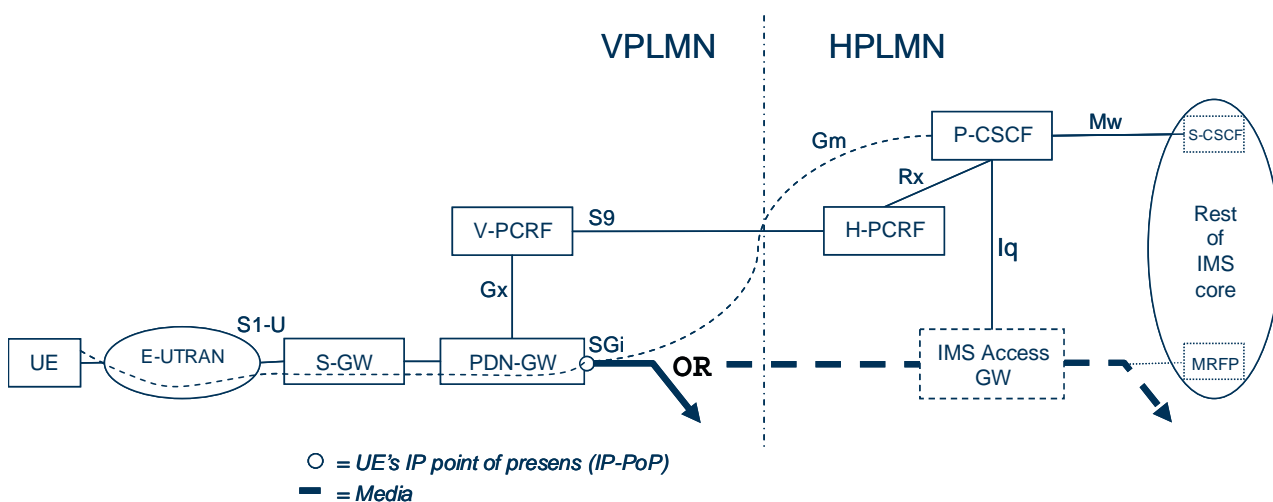 VPLMN
HPLMN
P-CSCF
Mw
S-CSCF
Gm
Rx
V-PCRF
S9
H-PCRF
Rest
of
IMS
core
Iq
Gx
S1-U
SGi
UE
E-UTRAN
S-GW
PDN-GW
OR
IMS Access
GW
MRFP
= UE's IP point of presens (IP-PoP)
= Media